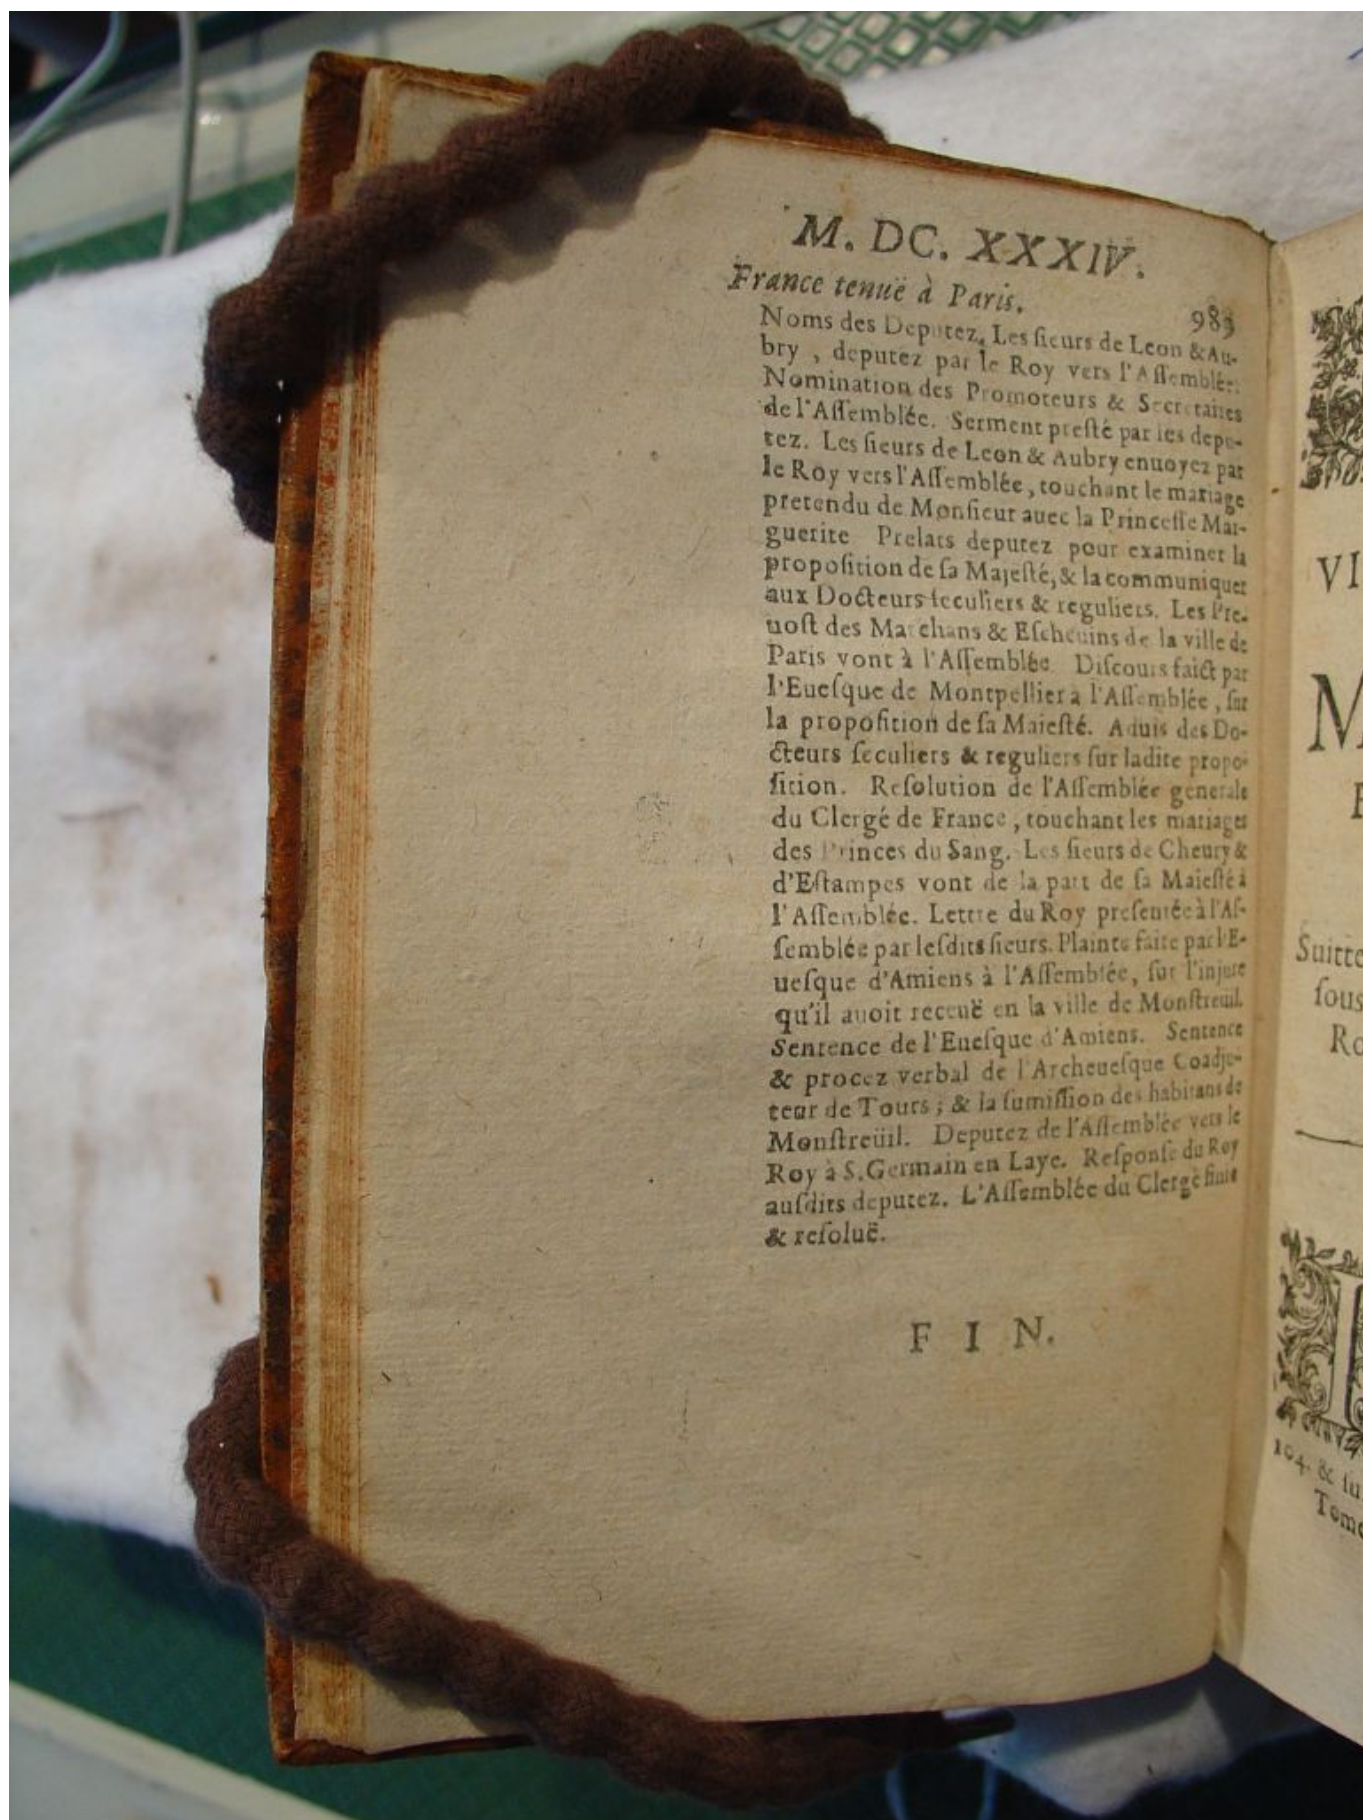 M. DC. XXXIV.
France tenuë à Paris. 983
Noms des Deputez. Les ſieurs de Leon & Au-
bry , deputez par le Roy vers l'Aſſemblée.
Nomination des Promoteurs & Secretaires
de l'Aſſemblée. Serment preſté par les depu-
tez. Les ſieurs de Leon & Aubry enuoyez par
le Roy vers l'Aſſemblée, touchant le mariage
pretendu de Monſieur auec la Princeſſe Mar-
guerite Prelats deputez pour examiner la
propoſition de ſa Majeſté, & la communiquer
aux Docteurs ſeculiers & reguliers. Les Pre-
uoſt des Marchans & Eſcheuins de la ville de
Paris vont à l'Aſſemblée. Diſcours faict par
l'Eueſque de Montpellier à l'Aſſemblée, ſur
la propoſition de ſa Maieſté. Aduis des Do-
cteurs ſeculiers & reguliers ſur ladite propo-
ſition. Reſolution de l'Aſſemblée generale
du Clergé de France, touchant les mariages
des Princes du Sang. Les ſieurs de Cheury &
d'Eſtampes vont de la part de ſa Maieſté à
l'Aſſemblée. Lettre du Roy preſentée à l'Aſ-
ſemblée par leſdits ſieurs. Plainte faite par l'E-
ueſque d'Amiens à l'Aſſemblée, ſur l'injure
qu'il auoit receuë en la ville de Monſtreuil.
Sentence de l'Eueſque d'Amiens. Sentence
& procez verbal de l'Archeueſque Coadju-
teur de Tours ; & la ſumiſſion des habitans de
Monſtreüil. Deputez de l'Aſſemblée vers le
Roy à S. Germain en Laye. Reſponſe du Roy
auſdits deputez. L'Aſſemblée du Clergé finie
& reſoluë.
F I N.
VI
M
Suitte
ſous
Ro
104. & ſu
Tome